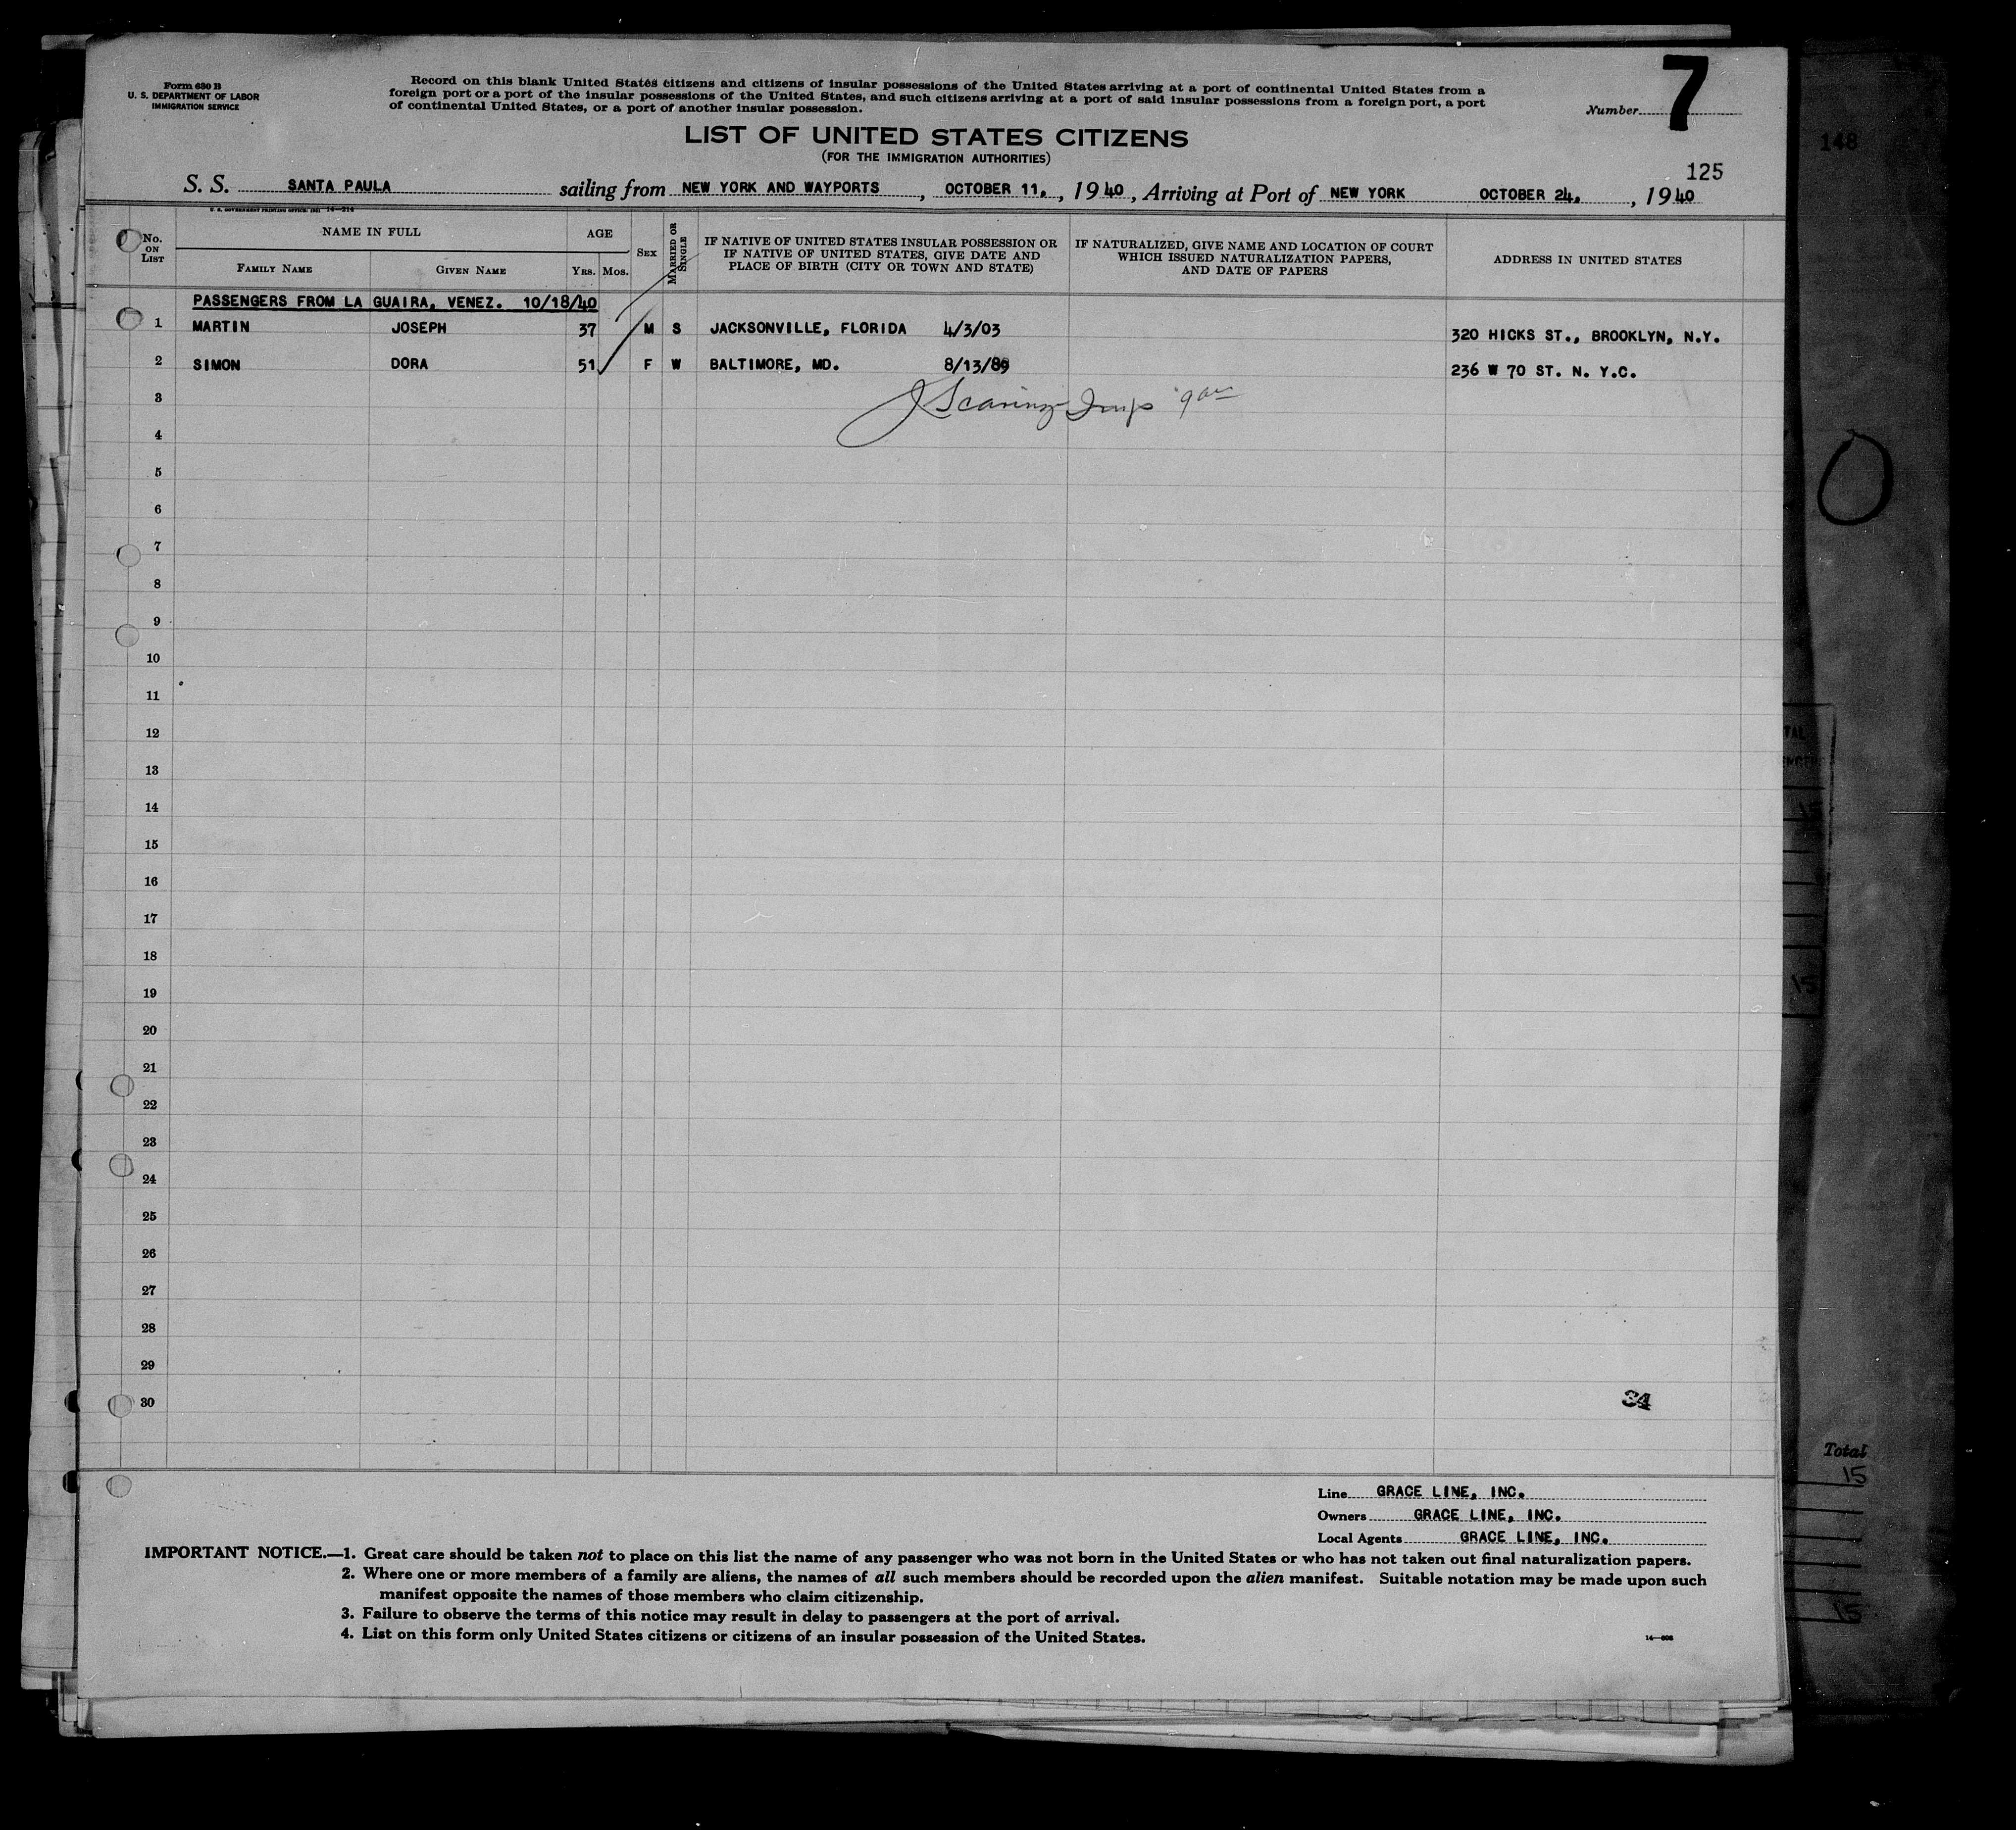 Form 630 B
U. S. DEPARTMENT OF LABOR
IMMIGRATION SERVICE
Record on this blank United States citizens and citizens of insular possessions of the United States arriving at a port of continental United States from a
foreign port or a port of the insular possessions of the United States, and such citizens arriving at a port of said insular possessions from a foreign port, a port
of continental United States, or a port of another insular possession.
Number 7
148
LIST OF UNITED STATES CITIZENS
(FOR THE IMMIGRATION AUTHORITIES)
125
S. S. SANTA PAULA sailing from NEW YORK AND WAYPORTS, OCTOBER 11, , 1940, Arriving at Port of NEW YORK OCTOBER 24, , 1940
No. ON LIST
NAME IN FULL
FAMILY NAME
GIVEN NAME
AGE
YRS. MOS.
SEX
MARRIED OR SINGLE
IF NATIVE OF UNITED STATES INSULAR POSSESSION OR
IF NATIVE OF UNITED STATES, GIVE DATE AND
PLACE OF BIRTH (CITY OR TOWN AND STATE)
IF NATURALIZED, GIVE NAME AND LOCATION OF COURT
WHICH ISSUED NATURALIZATION PAPERS,
AND DATE OF PAPERS
ADDRESS IN UNITED STATES
PASSENGERS FROM LA GUAIRA, VENEZ. 10/18/40
1 MARTIN JOSEPH 37 M S JACKSONVILLE, FLORIDA 4/3/03 320 HICKS ST., BROOKLYN, N.Y.
2 SIMON DORA 51 F W BALTIMORE, MD. 8/13/89 236 W 70 ST. N. Y.C.
3
4
5
6
7
8
9
10
11
12
13
14
15
16
17
18
19
20
21
22
23
24
25
26
27
28
29
30
34
Total
15
15
Line GRACE LINE, INC.
Owners GRACE LINE, INC.
Local Agents GRACE LINE, INC.
IMPORTANT NOTICE.—1. Great care should be taken not to place on this list the name of any passenger who was not born in the United States or who has not taken out final naturalization papers.
2. Where one or more members of a family are aliens, the names of all such members should be recorded upon the alien manifest. Suitable notation may be made upon such
manifest opposite the names of those members who claim citizenship.
3. Failure to observe the terms of this notice may result in delay to passengers at the port of arrival.
4. List on this form only United States citizens or citizens of an insular possession of the United States.